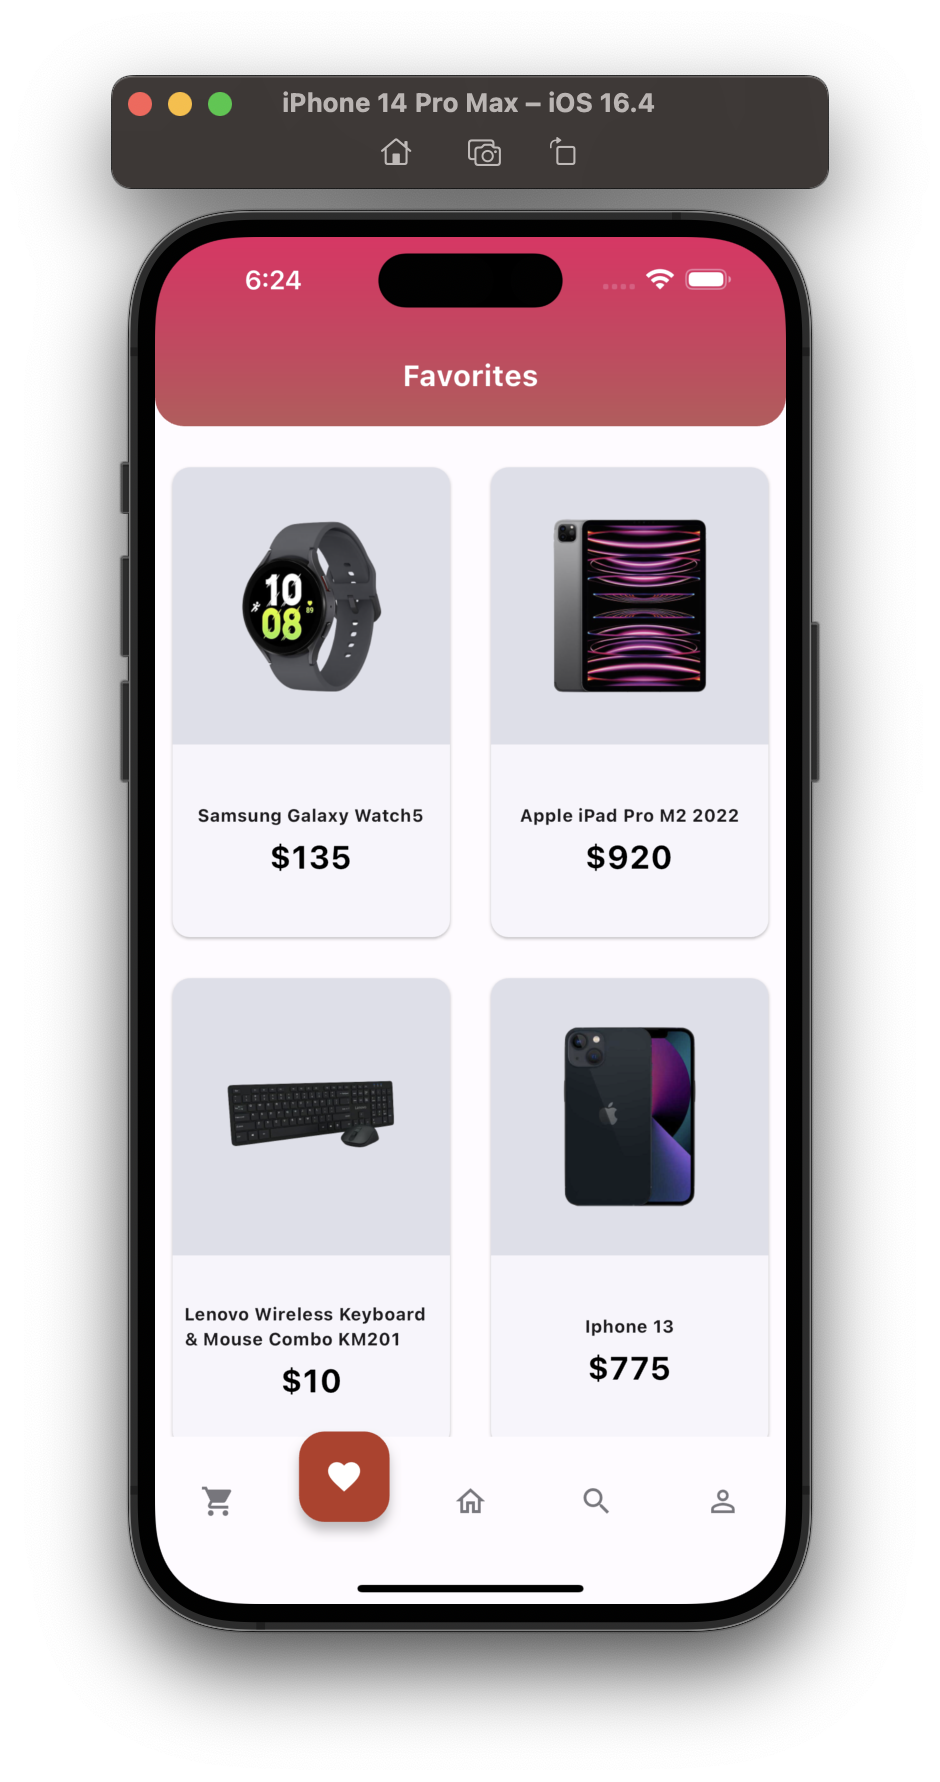 iPhone 14 Pro Max – iOS 16.4
6:24
Favorites
10
08
89
Samsung Galaxy Watch5
$135
Apple iPad Pro M2 2022
$920
Lenovo Wireless Keyboard
& Mouse Combo KM201
$10
Iphone 13
$775